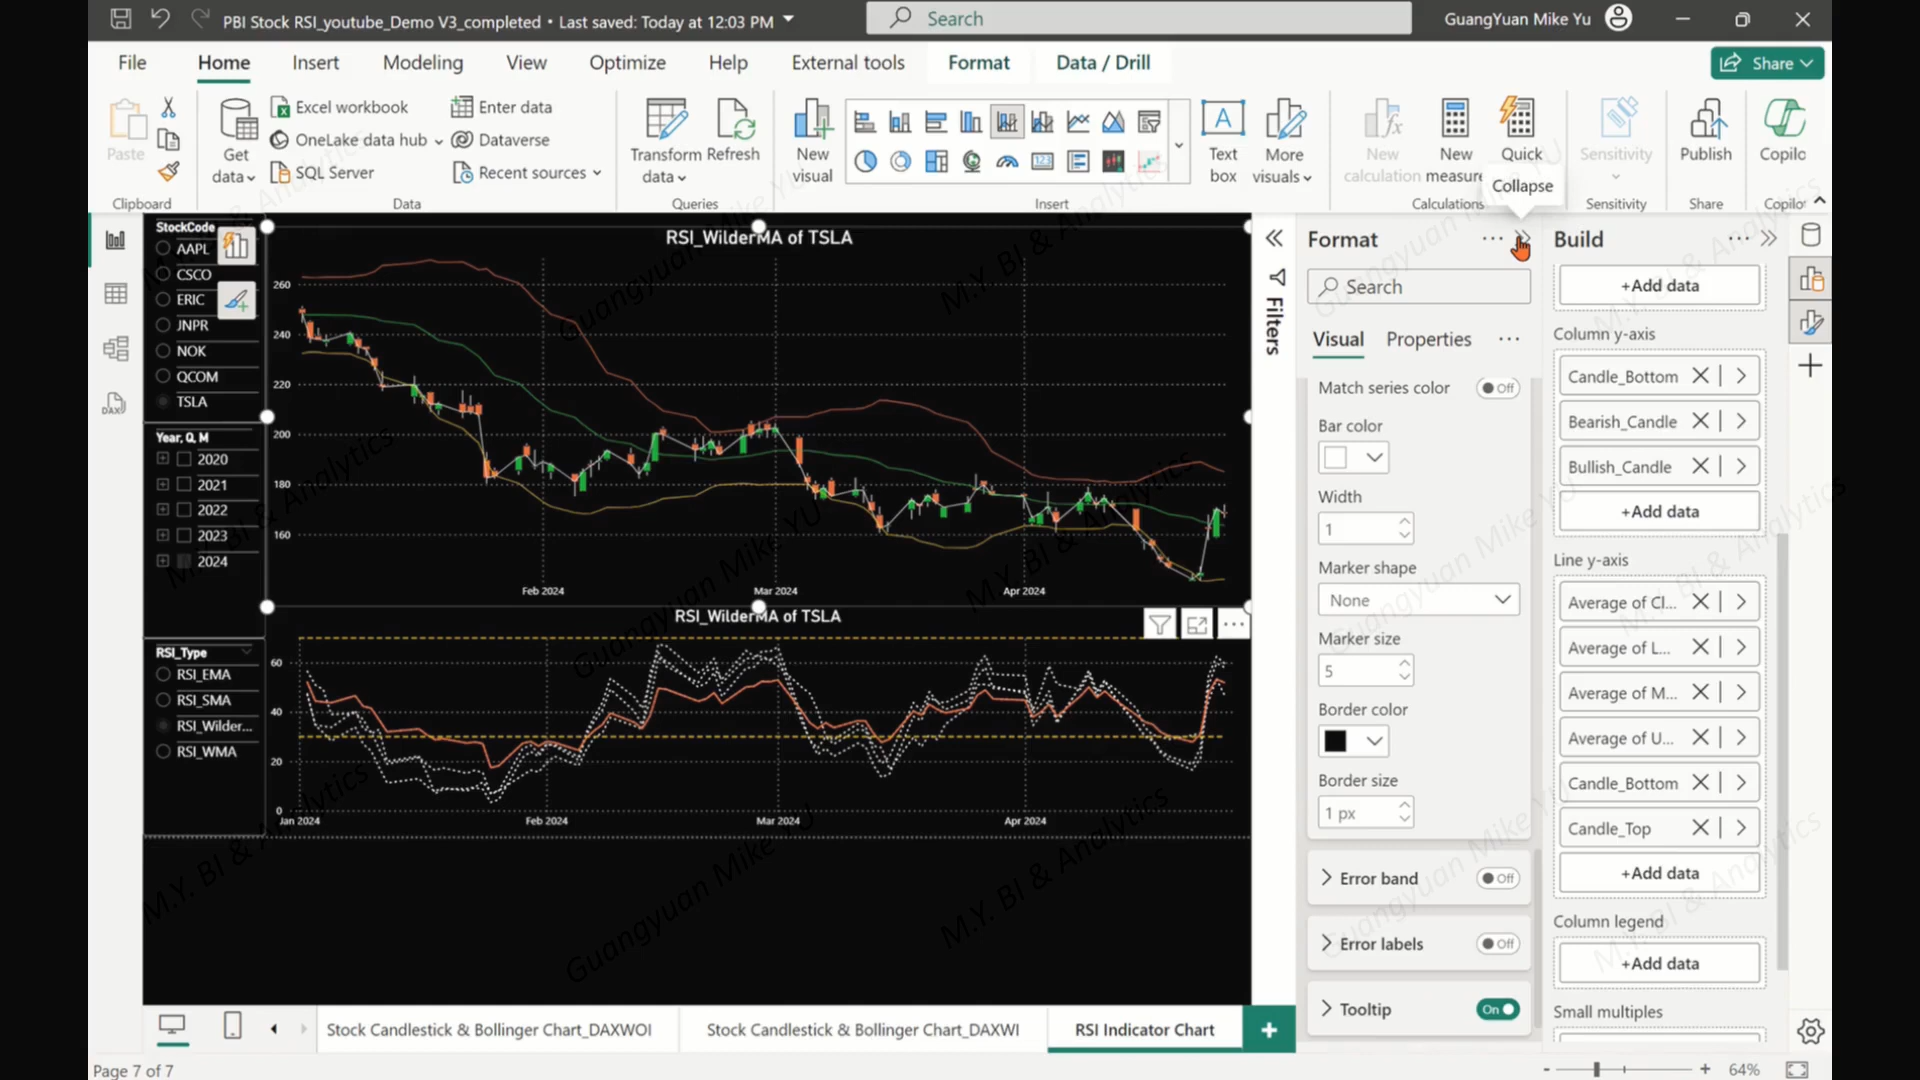 PBI Stock RSI_youtube_Demo V3_completed • Last saved: Today at 12:03 PM
Search
GuangYuan Mike Yu
File
Home
Insert
Modeling
View
Optimize
Help
External tools
Format
Data / Drill
Share
Paste
Get data
Excel workbook
OneLake data hub
SQL Server
Enter data
Dataverse
Recent sources
Transform data
Refresh
New visual
Text box
More visuals
New calculation
New measure
Quick
Collapse
Sensitivity
Publish
Copilo
Clipboard
Data
Queries
Insert
Calculations
Sensitivity
Share
Copilot
StockCode
AAPL
CSCO
ERIC
JNPR
NOK
QCOM
TSLA
Year, Q, M
2020
2021
2022
2023
2024
RSI_Type
RSI_EMA
RSI_SMA
RSI_Wilder...
RSI_WMA
RSI_WilderMA of TSLA
260
240
220
200
180
160
Feb 2024
Mar 2024
Apr 2024
RSI_WilderMA of TSLA
60
40
20
0
Jan 2024
Feb 2024
Mar 2024
Apr 2024
Filters
Format
Search
Visual
Properties
Match series color
Off
Bar color
Width
1
Marker shape
None
Marker size
5
Border color
Border size
1 px
Error band
Off
Error labels
Off
Tooltip
On
Build
+Add data
Column y-axis
Candle_Bottom
Bearish_Candle
Bullish_Candle
+Add data
Line y-axis
Average of Cl...
Average of L...
Average of M...
Average of U...
Candle_Bottom
Candle_Top
+Add data
Column legend
+Add data
Small multiples
Stock Candlestick & Bollinger Chart_DAXWOI
Stock Candlestick & Bollinger Chart_DAXWI
RSI Indicator Chart
Page 7 of 7
64%
DAX
M.Y. BI & Analytics
Guangyuan Mike YU